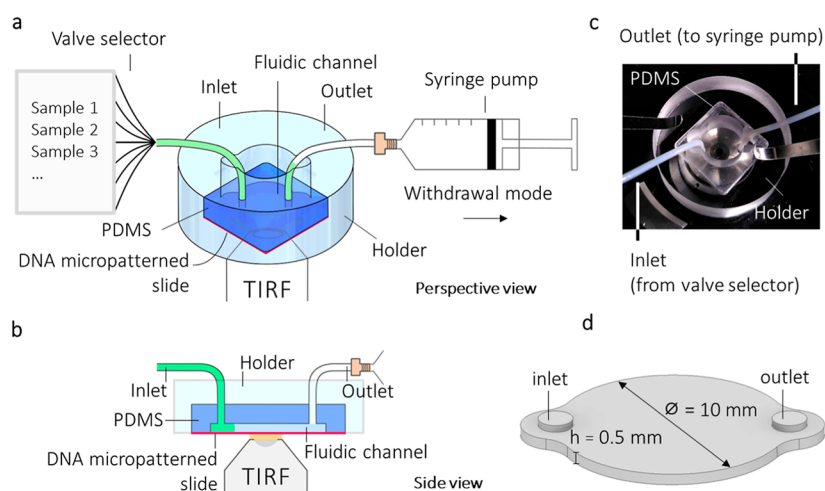 a
Valve selector
Sample 1
Sample 2
Sample 3
...
Inlet
Fluidic channel
Outlet
Syringe pump
Withdrawal mode
PDMS
DNA micropatterned
slide
Holder
TIRF
Perspective view
b
Inlet
Holder
Outlet
PDMS
DNA micropatterned
slide
Fluidic channel
TIRF
Side view
c
Outlet (to syringe pump)
PDMS
Holder
Inlet
(from valve selector)
d
inlet
outlet
Ø = 10 mm
h = 0.5 mm